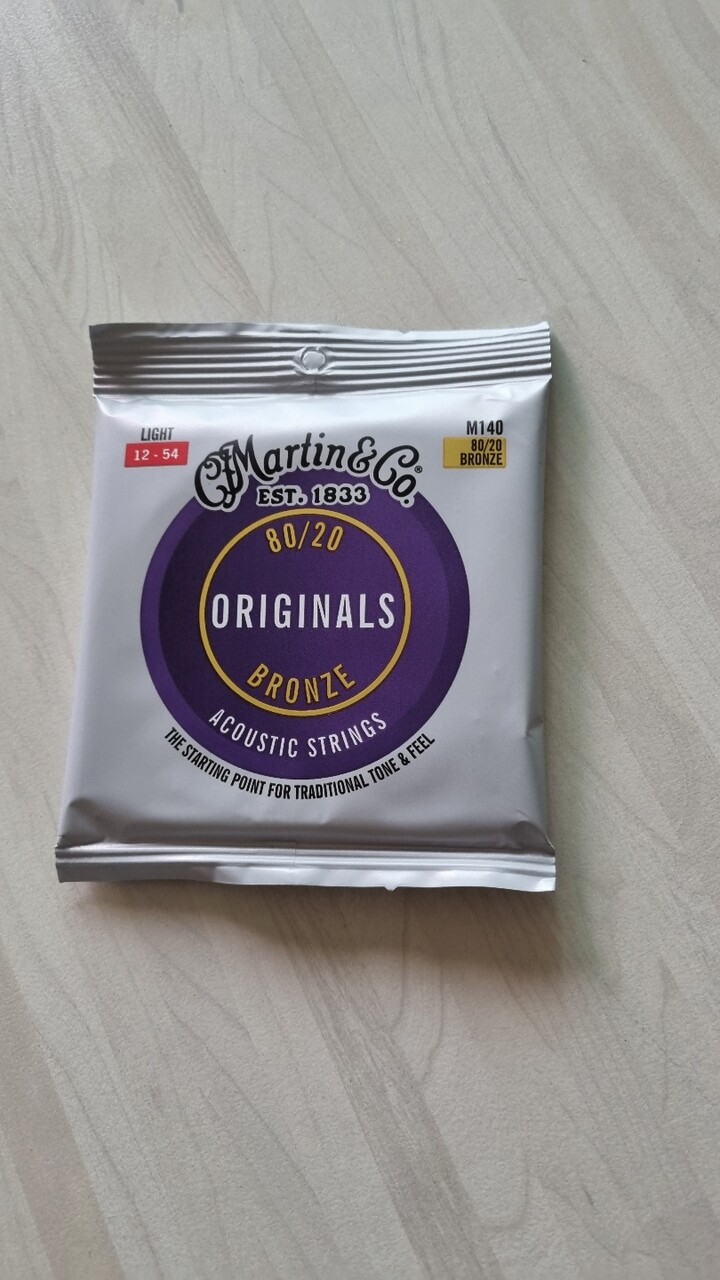 LIGHT
12 - 54
M140
80/20
BRONZE
Martin & Co.®
EST. 1833
80/20
ORIGINALS
BRONZE
ACOUSTIC STRINGS
THE STARTING POINT FOR TRADITIONAL TONE & FEEL